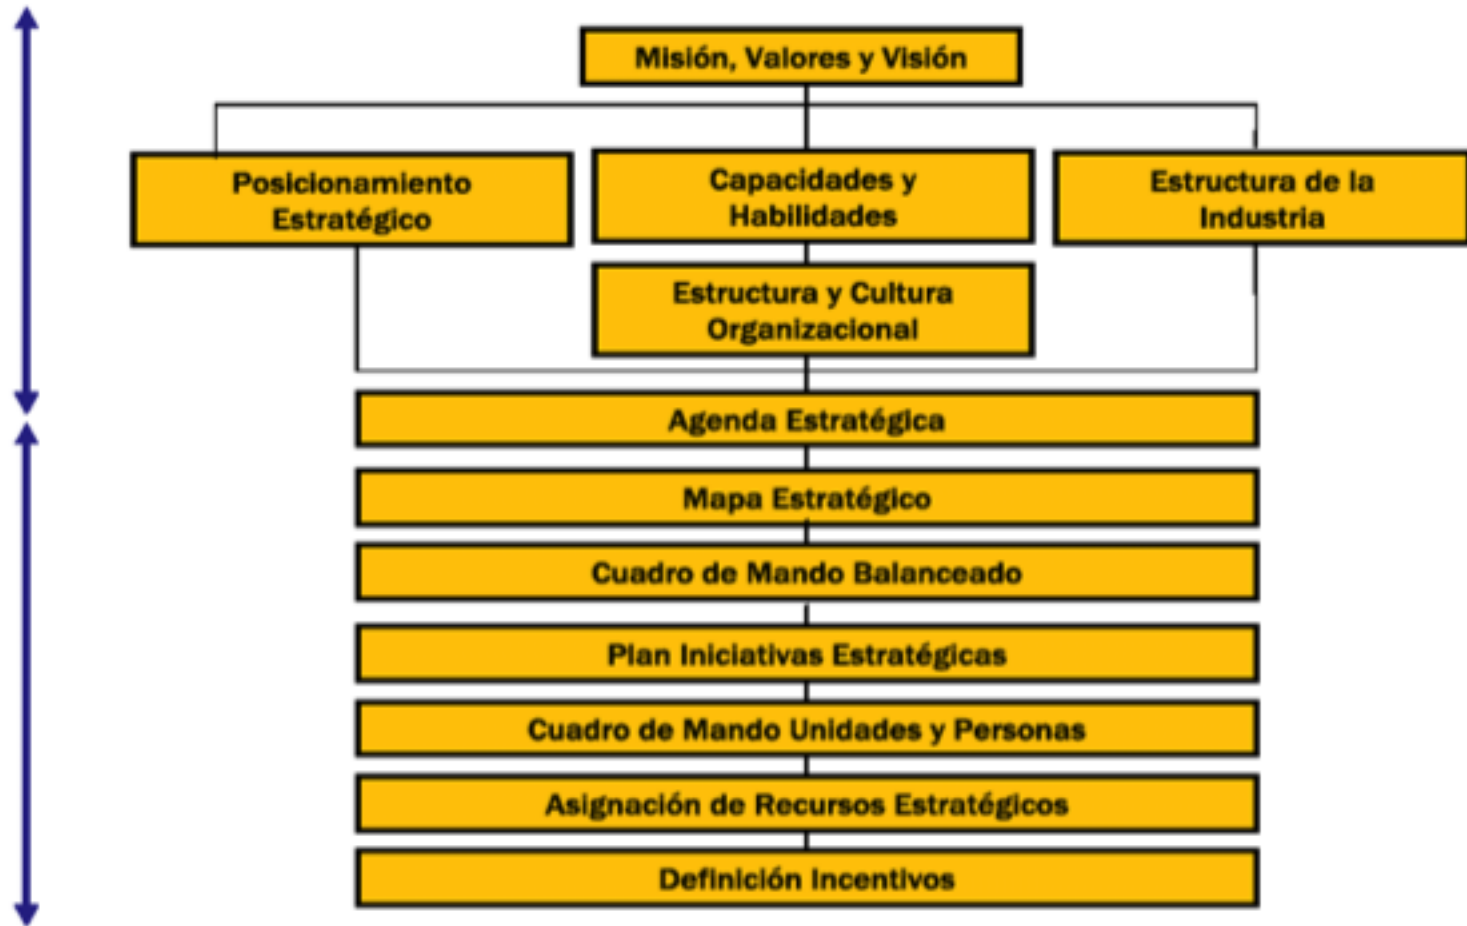 Misión, Valores y Visión
Posicionamiento
Estratégico
Capacidades y
Habilidades
Estructura de la
Industria
Estructura y Cultura
Organizacional
Agenda Estratégica
Mapa Estratégico
Cuadro de Mando Balanceado
Plan Iniciativas Estratégicas
Cuadro de Mando Unidades y Personas
Asignación de Recursos Estratégicos
Definición Incentivos